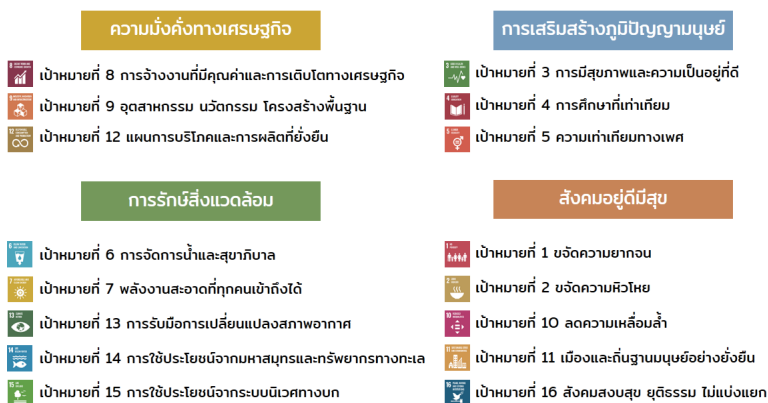 ความมั่งคั่งทางเศรษฐกิจ
เป้าหมายที่ 8 การจ้างงานที่มีคุณค่าและการเติบโตทางเศรษฐกิจ
เป้าหมายที่ 9 อุตสาหกรรม นวัตกรรม โครงสร้างพื้นฐาน
เป้าหมายที่ 12 แผนการบริโภคและการผลิตที่ยั่งยืน
การเสริมสร้างภูมิปัญญามนุษย์
เป้าหมายที่ 3 การมีสุขภาพและความเป็นอยู่ที่ดี
เป้าหมายที่ 4 การศึกษาที่เท่าเทียม
เป้าหมายที่ 5 ความเท่าเทียมทางเพศ
การรักษ์สิ่งแวดล้อม
เป้าหมายที่ 6 การจัดการน้ำและสุขาภิบาล
เป้าหมายที่ 7 พลังงานสะอาดที่ทุกคนเข้าถึงได้
เป้าหมายที่ 13 การรับมือการเปลี่ยนแปลงสภาพอากาศ
เป้าหมายที่ 14 การใช้ประโยชน์จากมหาสมุทรและทรัพยากรทางทะเล
เป้าหมายที่ 15 การใช้ประโยชน์จากระบบนิเวศทางบก
สังคมอยู่ดีมีสุข
เป้าหมายที่ 1 ขจัดความยากจน
เป้าหมายที่ 2 ขจัดความหิวโหย
เป้าหมายที่ 10 ลดความเหลื่อมล้ำ
เป้าหมายที่ 11 เมืองและถิ่นฐานมนุษย์อย่างยั่งยืน
เป้าหมายที่ 16 สังคมสงบสุข ยุติธรรม ไม่แบ่งแยก